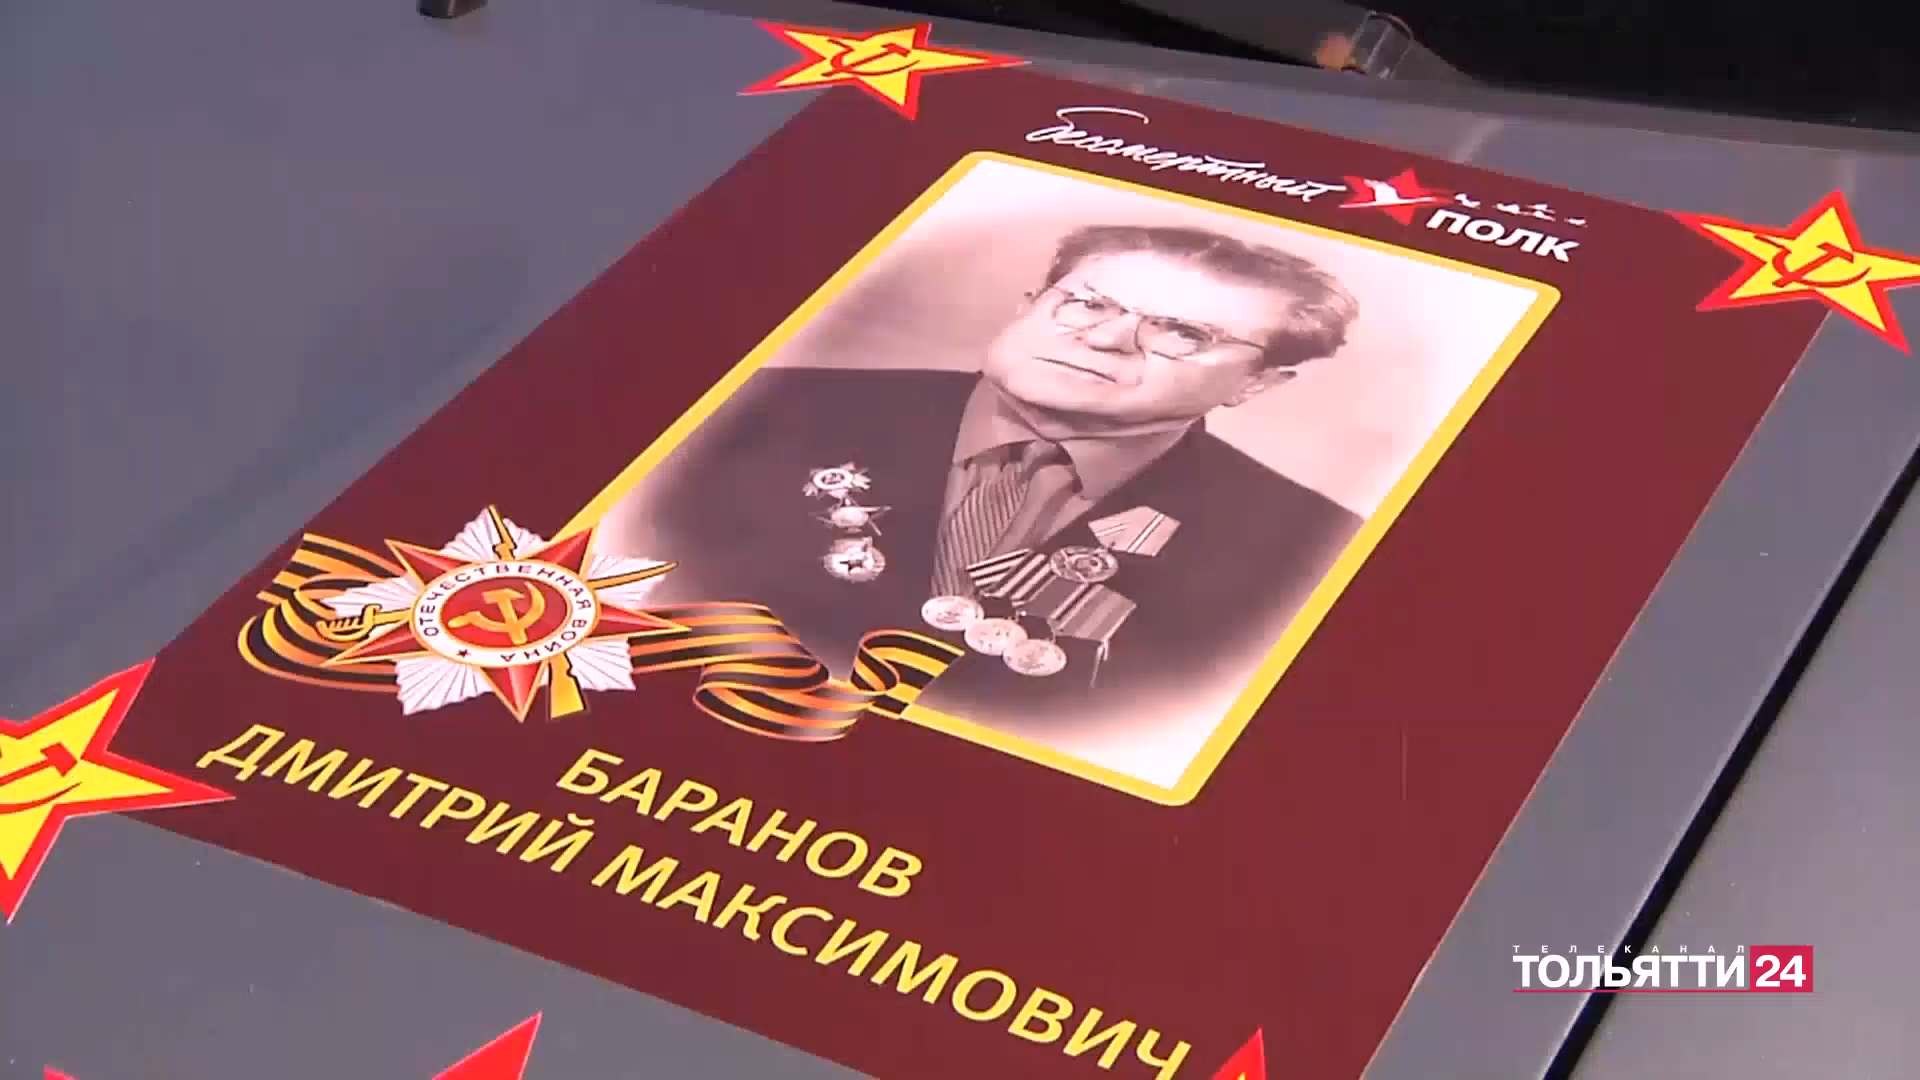 бессмертный
ПОЛК
ОТЕЧЕСТВЕННАЯ ВОЙНА
БАРАНОВ
ДМИТРИЙ МАКСИМОВИЧ
ТЕЛЕКАНАЛ
ТОЛЬЯТТИ 24